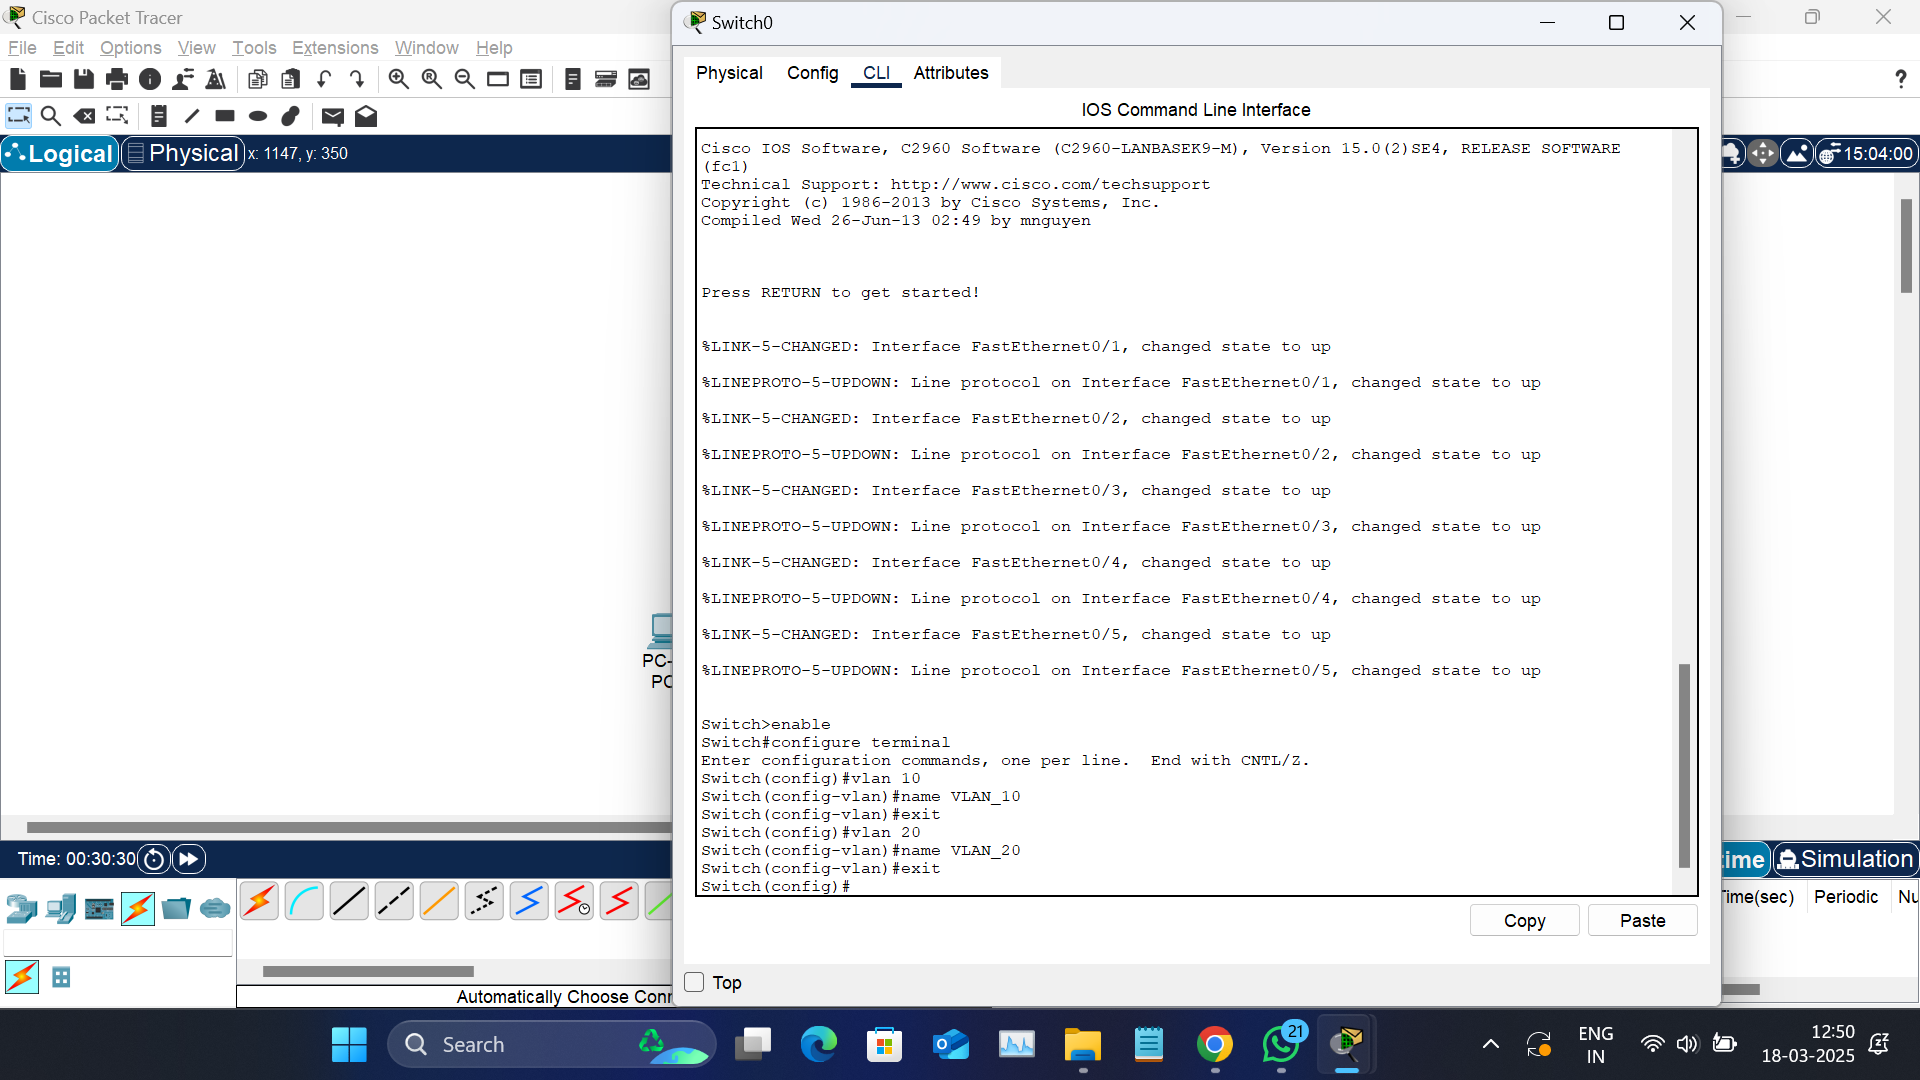 Cisco Packet Tracer
File Edit Options View Tools Extensions Window Help
Logical Physical x: 1147, y: 350
Switch0
Physical Config CLI Attributes
IOS Command Line Interface
Cisco IOS Software, C2960 Software (C2960-LANBASEK9-M), Version 15.0(2)SE4, RELEASE SOFTWARE
(fc1)
Technical Support: http://www.cisco.com/techsupport
Copyright (c) 1986-2013 by Cisco Systems, Inc.
Compiled Wed 26-Jun-13 02:49 by mnguyen
Press RETURN to get started!
%LINK-5-CHANGED: Interface FastEthernet0/1, changed state to up
%LINEPROTO-5-UPDOWN: Line protocol on Interface FastEthernet0/1, changed state to up
%LINK-5-CHANGED: Interface FastEthernet0/2, changed state to up
%LINEPROTO-5-UPDOWN: Line protocol on Interface FastEthernet0/2, changed state to up
%LINK-5-CHANGED: Interface FastEthernet0/3, changed state to up
%LINEPROTO-5-UPDOWN: Line protocol on Interface FastEthernet0/3, changed state to up
%LINK-5-CHANGED: Interface FastEthernet0/4, changed state to up
%LINEPROTO-5-UPDOWN: Line protocol on Interface FastEthernet0/4, changed state to up
%LINK-5-CHANGED: Interface FastEthernet0/5, changed state to up
%LINEPROTO-5-UPDOWN: Line protocol on Interface FastEthernet0/5, changed state to up
Switch>enable
Switch#configure terminal
Enter configuration commands, one per line.  End with CNTL/Z.
Switch(config)#vlan 10
Switch(config-vlan)#name VLAN_10
Switch(config-vlan)#exit
Switch(config)#vlan 20
Switch(config-vlan)#name VLAN_20
Switch(config-vlan)#exit
Switch(config)#
Copy Paste
Top
?
15:04:00
PC-
PC
Time: 00:30:30
ime Simulation
Time(sec) Periodic Nu
Automatically Choose Conn
Search
21
ENG
IN
12:50
18-03-2025